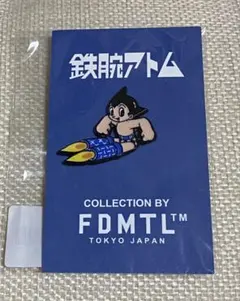 鉄腕アトム
COLLECTION BY
FDMTL™
TOKYO JAPAN